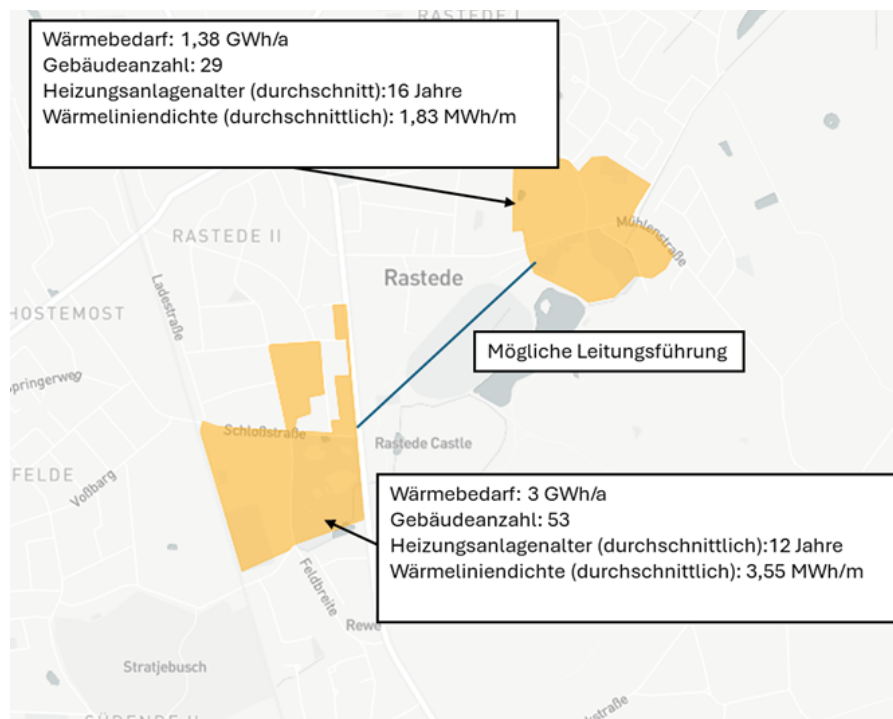 RASTEDE I
Wärmebedarf: 1,38 GWh/a
Gebäudeanzahl: 29
Heizungsanlagenalter (durchschnitt):16 Jahre
Wärmeliniendichte (durchschnittlich): 1,83 MWh/m
RASTEDE II
Mühlenstraße
Rastede
Ladestraße
HOSTEMOST
Mögliche Leitungsführung
Springerweg
Schloßstraße
Rastede Castle
FELDE
Voßbarg
Wärmebedarf: 3 GWh/a
Gebäudeanzahl: 53
Heizungsanlagenalter (durchschnittlich):12 Jahre
Wärmeliniendichte (durchschnittlich): 3,55 MWh/m
Feldbreite
Rewe
Stratjebusch